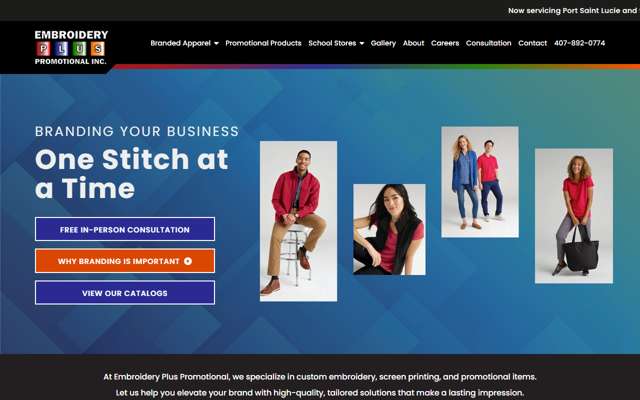 Now servicing Port Saint Lucie and
EMBROIDERY
PLUS
PROMOTIONAL INC.
Branded Apparel Promotional Products School Stores Gallery About Careers Consultation Contact 407-892-0774
BRANDING YOUR BUSINESS
One Stitch at
a Time
FREE IN-PERSON CONSULTATION
WHY BRANDING IS IMPORTANT
VIEW OUR CATALOGS
At Embroidery Plus Promotional, we specialize in custom embroidery, screen printing, and promotional items.
Let us help you elevate your brand with high-quality, tailored solutions that make a lasting impression.